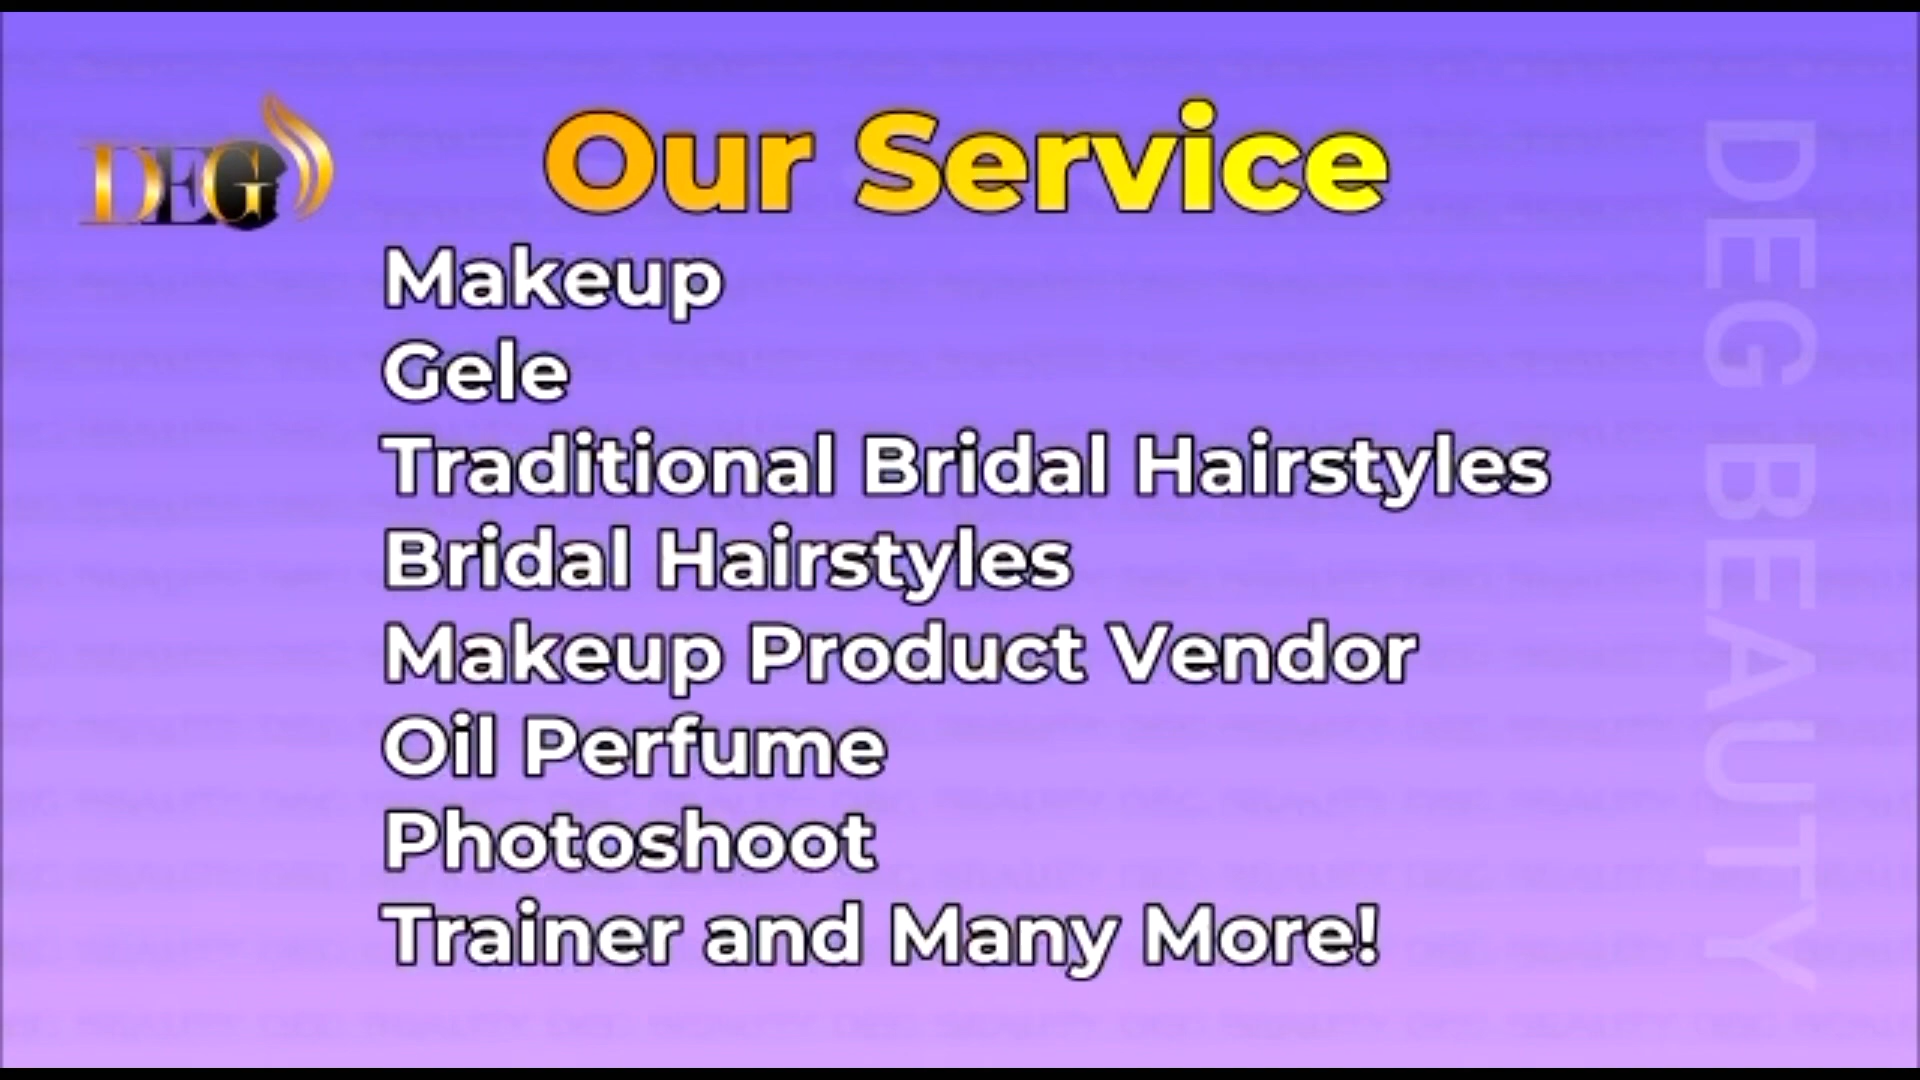 DEG
Our Service
Makeup
Gele
Traditional Bridal Hairstyles
Bridal Hairstyles
Makeup Product Vendor
Oil Perfume
Photoshoot
Trainer and Many More!
DEG BEAUTY